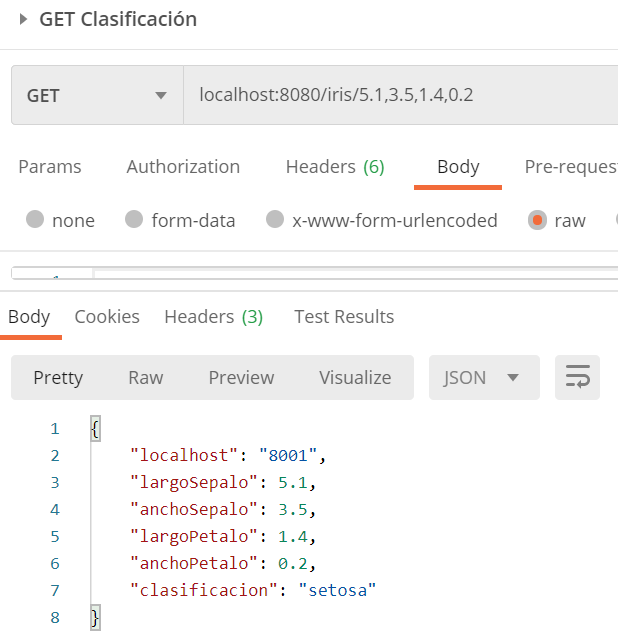 GET Clasificación
GET localhost:8080/iris/5.1,3.5,1.4,0.2
Params Authorization Headers (6) Body Pre-reques
none form-data x-www-form-urlencoded raw
Body Cookies Headers (3) Test Results
Pretty Raw Preview Visualize JSON
1 {
2 "localhost": "8001",
3 "largoSepalo": 5.1,
4 "anchoSepalo": 3.5,
5 "largoPetalo": 1.4,
6 "anchoPetalo": 0.2,
7 "clasificacion": "setosa"
8 }